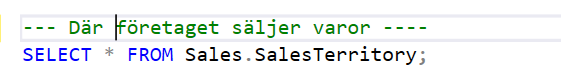 --- Där företaget säljer varor ----
SELECT * FROM Sales.SalesTerritory;